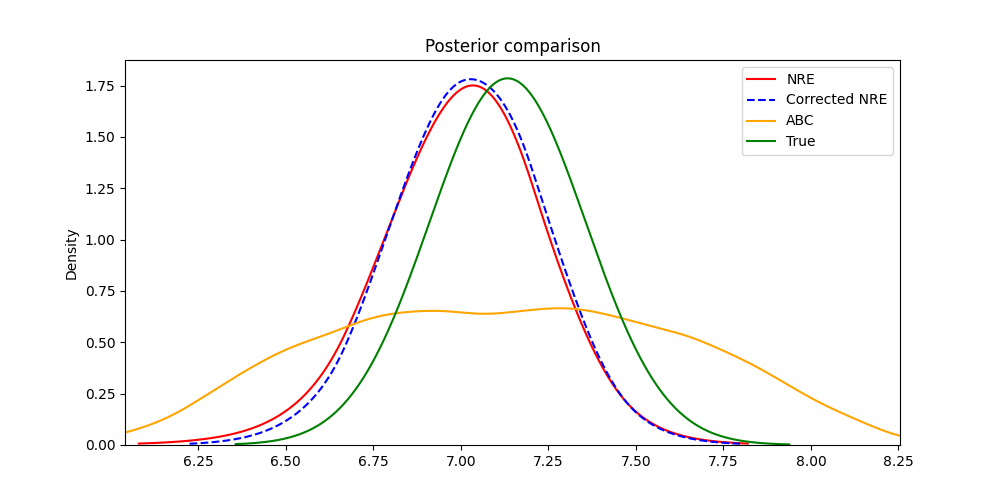 Posterior comparison
NRE
Corrected NRE
ABC
True
Density
1.75
1.50
1.25
1.00
0.75
0.50
0.25
0.00
6.25 6.50 6.75 7.00 7.25 7.50 7.75 8.00 8.25